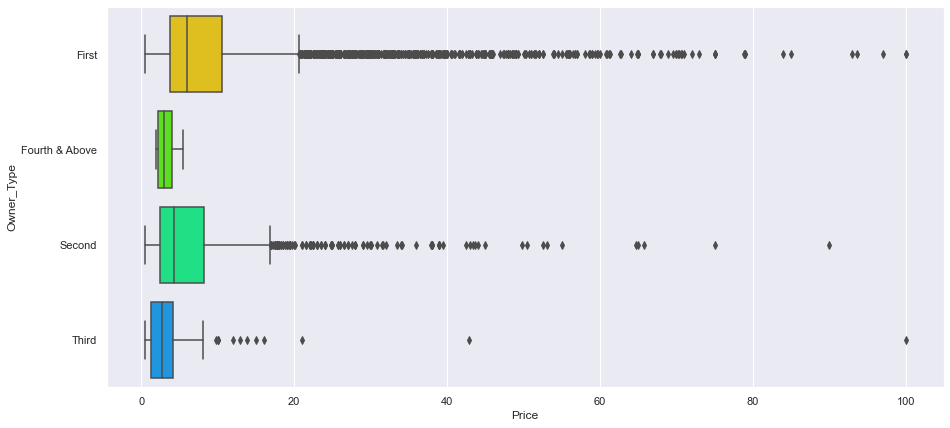 First
Fourth & Above
Second
Third
Owner_Type
0 20 40 60 80 100
Price